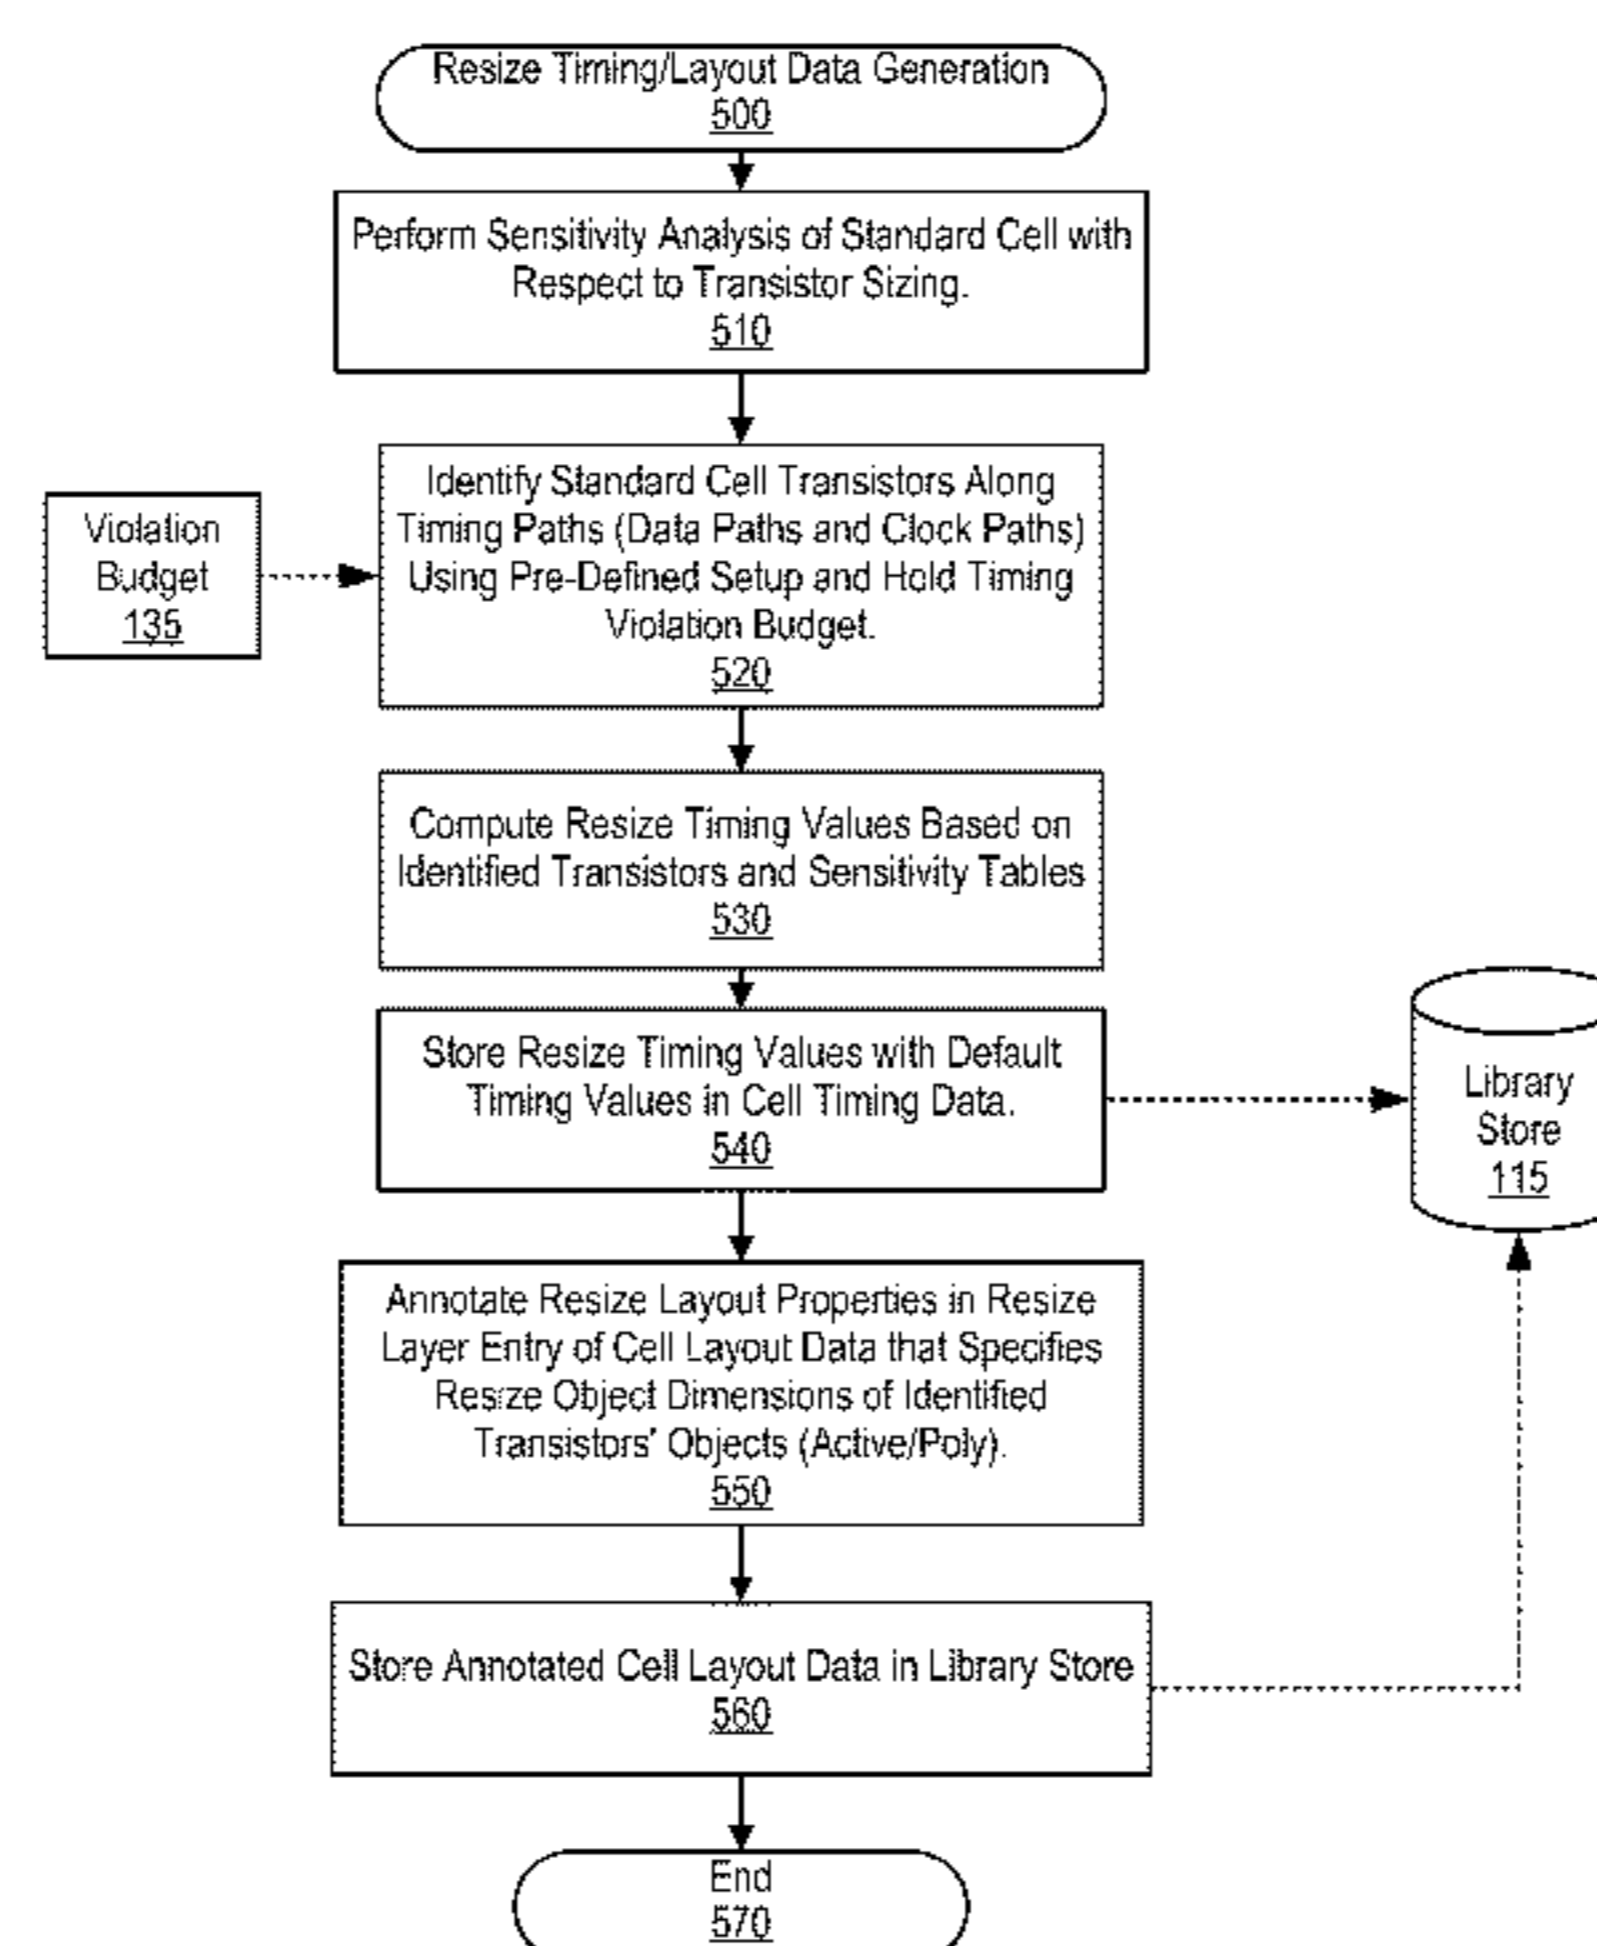 Resize Timing/Layout Data Generation
500
Perform Sensitivity Analysis of Standard Cell with
Respect to Transistor Sizing.
510
Violation
Budget
135
Identify Standard Cell Transistors Along
Timing Paths (Data Paths and Clock Paths)
Using Pre-Defined Setup and Hold Timing
Violation Budget.
520
Compute Resize Timing Values Based on
Identified Transistors and Sensitivity Tables
530
Store Resize Timing Values with Default
Timing Values in Cell Timing Data.
540
Library
Store
115
Annotate Resize Layout Properties in Resize
Layer Entry of Cell Layout Data that Specifies
Resize Object Dimensions of Identified
Transistors' Objects (Active/Poly).
550
Store Annotated Cell Layout Data in Library Store
560
End
570